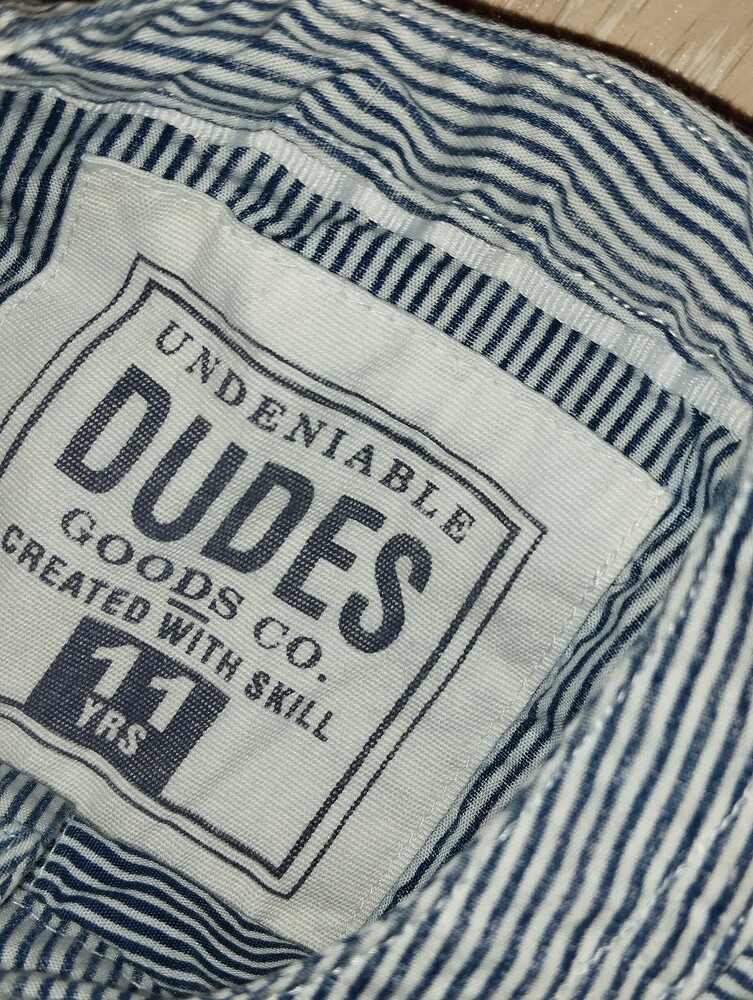 UNDENIABLE
DUDES
GOODS CO.
CREATED WITH SKILL
11
YRS